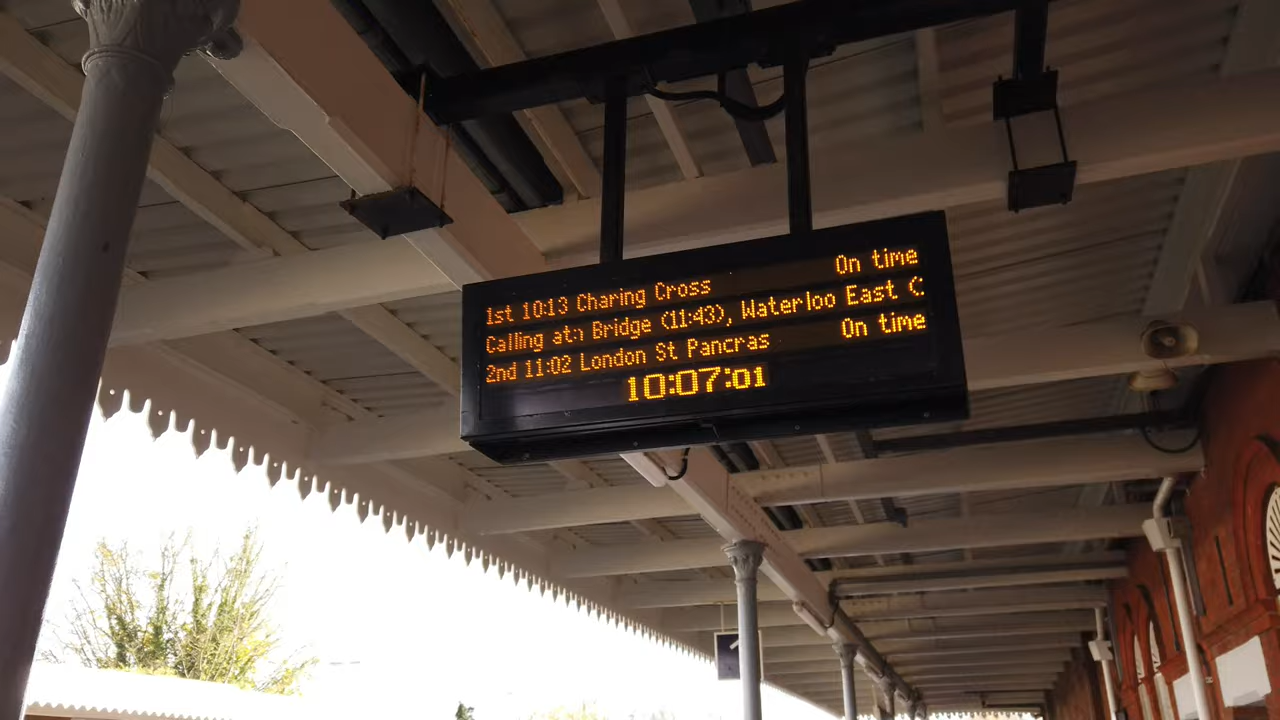 1st 10:13 Charing Cross On time
Calling at: Bridge (11:43), Waterloo East
2nd 11:02 London St Pancras On time
10:07:01